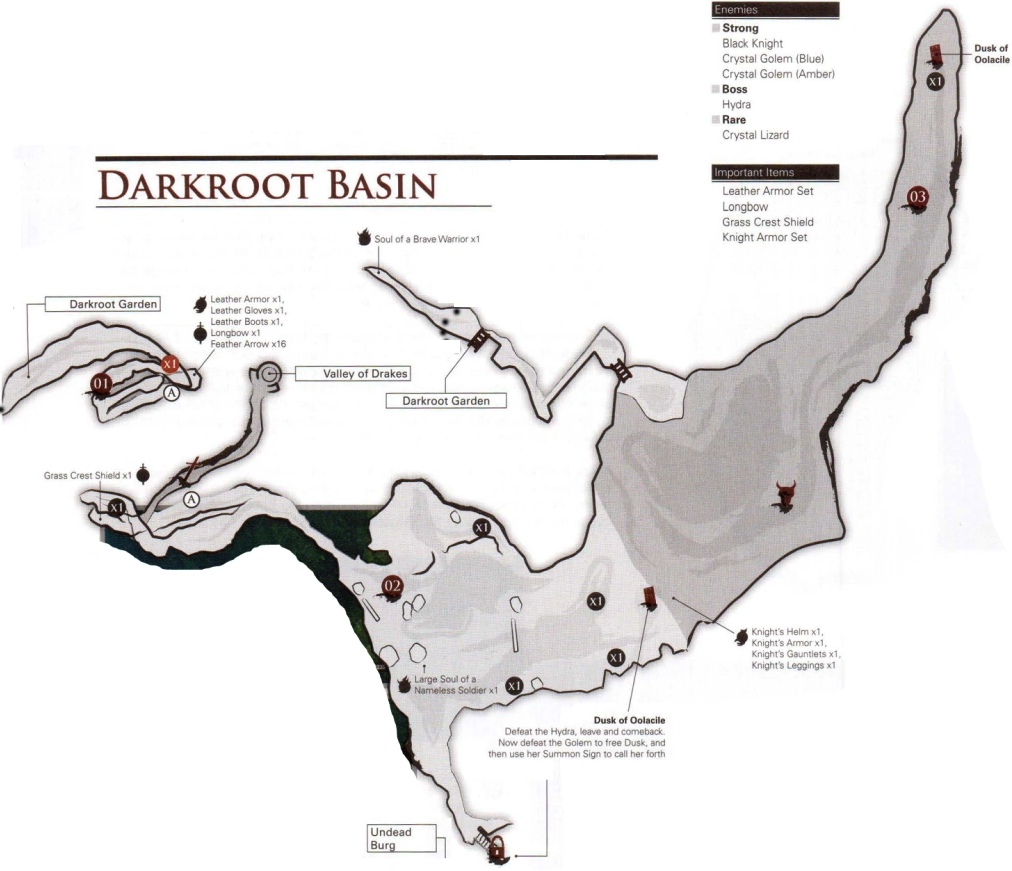 Enemies
Strong
Black Knight
Crystal Golem (Blue)
Crystal Golem (Amber)
Boss
Hydra
Rare
Crystal Lizard
Dusk of
Oolacile
x1
DARKROOT BASIN
Important Items
Leather Armor Set
Longbow
Grass Crest Shield
Knight Armor Set
03
Soul of a Brave Warrior x1
Darkroot Garden
Leather Armor x1,
Leather Gloves x1,
Leather Boots x1,
Longbow x1
Feather Arrow x16
x1
01
A
Valley of Drakes
Darkroot Garden
Grass Crest Shield x1
x1
A
x1
02
x1
x1
x1
Large Soul of a
Nameless Soldier x1
Knight's Helm x1,
Knight's Armor x1,
Knight's Gauntlets x1,
Knight's Leggings x1
Dusk of Oolacile
Defeat the Hydra, leave and comeback.
Now defeat the Golem to free Dusk, and
then use her Summon Sign to call her forth
Undead
Burg